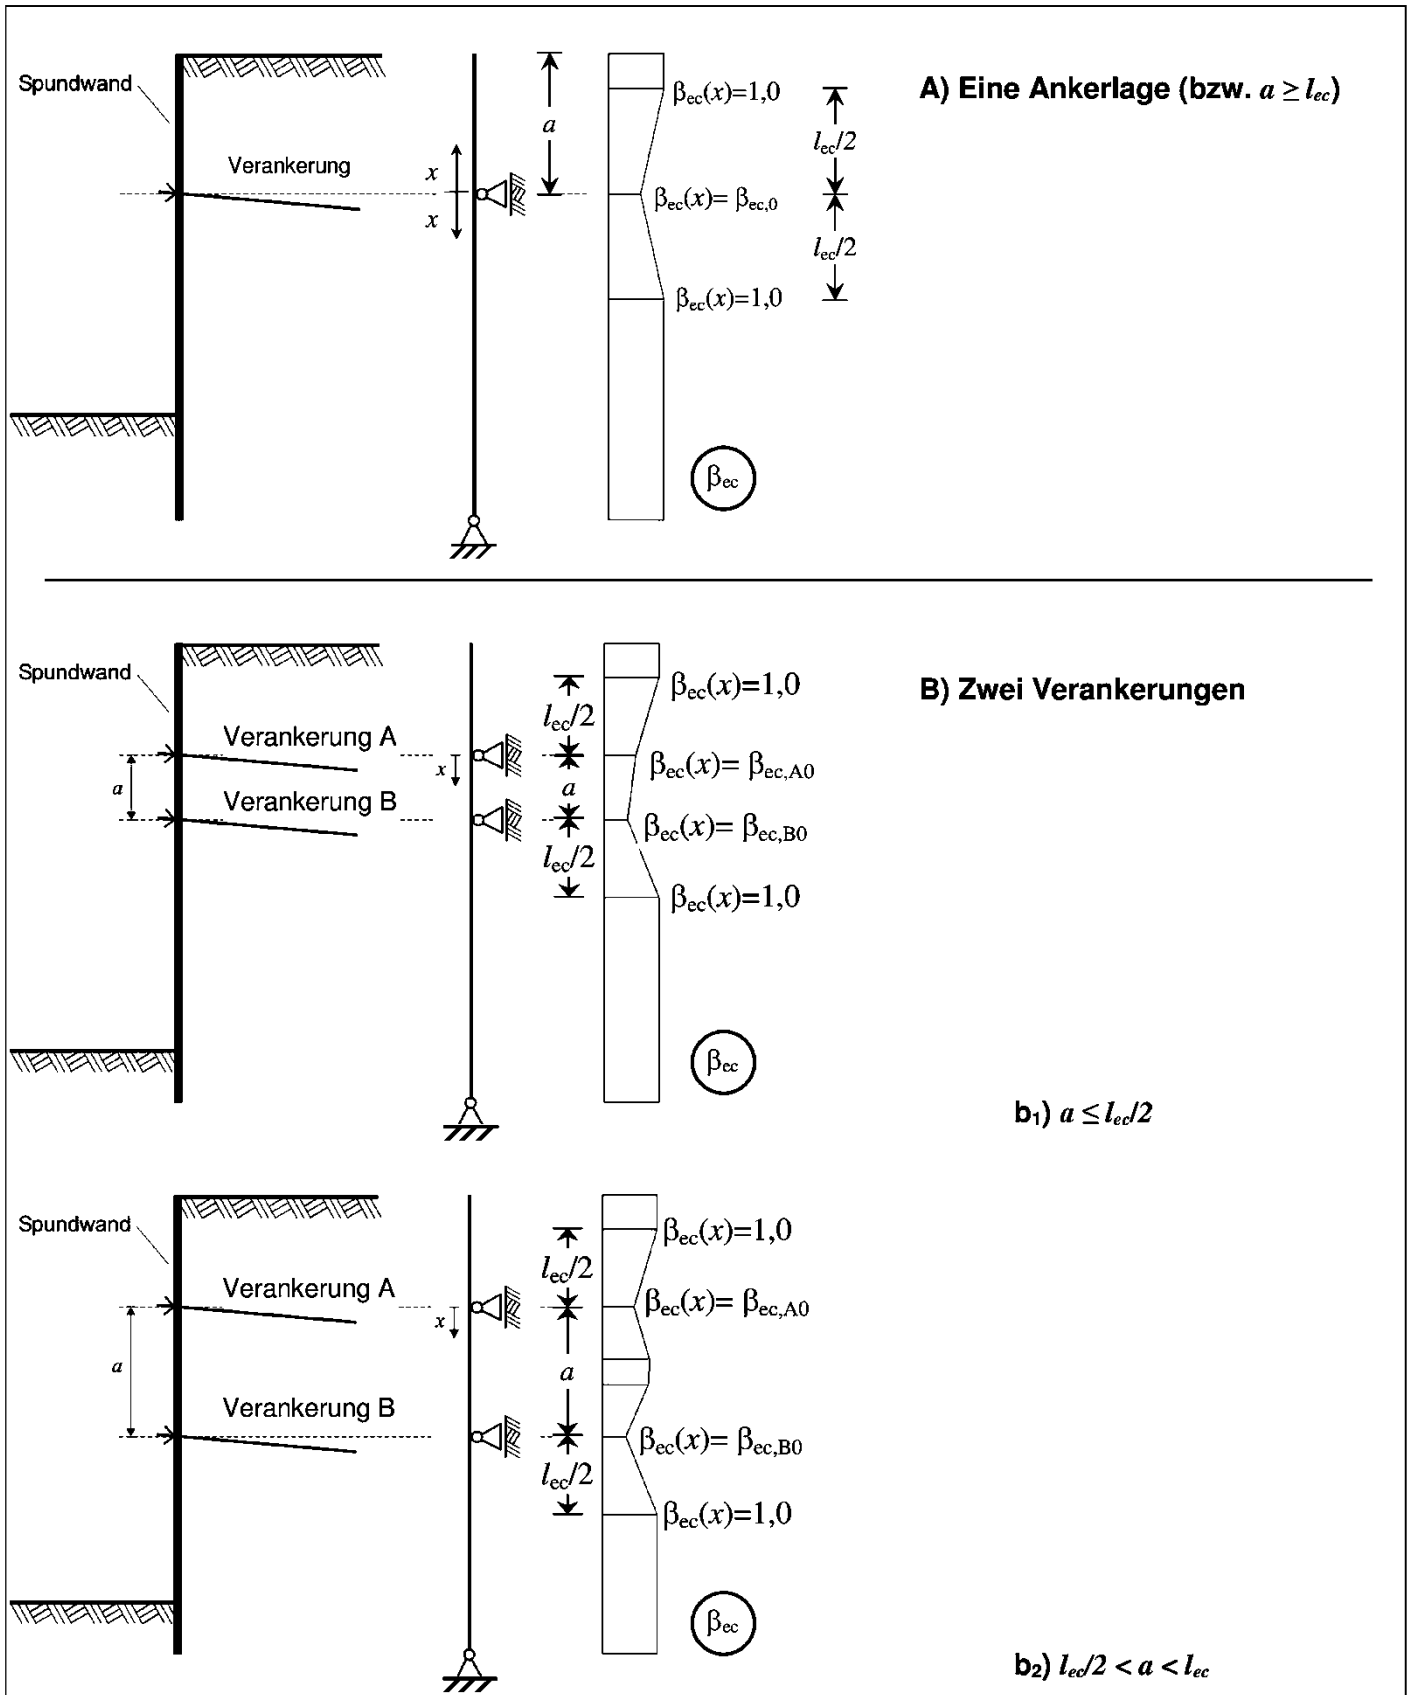 A) Eine Ankerlage (bzw. a ≥ lec)
Spundwand
Verankerung
x
x
a
βec(x)=1,0
lec/2
βec(x)= βec,0
lec/2
βec(x)=1,0
βec
B) Zwei Verankerungen
Spundwand
Verankerung A
Verankerung B
a
x
lec/2
a
lec/2
βec(x)=1,0
βec(x)= βec,A0
βec(x)= βec,B0
βec(x)=1,0
βec
b1) a ≤ lec/2
Spundwand
Verankerung A
Verankerung B
a
x
lec/2
a
lec/2
βec(x)=1,0
βec(x)= βec,A0
βec(x)= βec,B0
βec(x)=1,0
βec
b2) lec/2 < a < lec